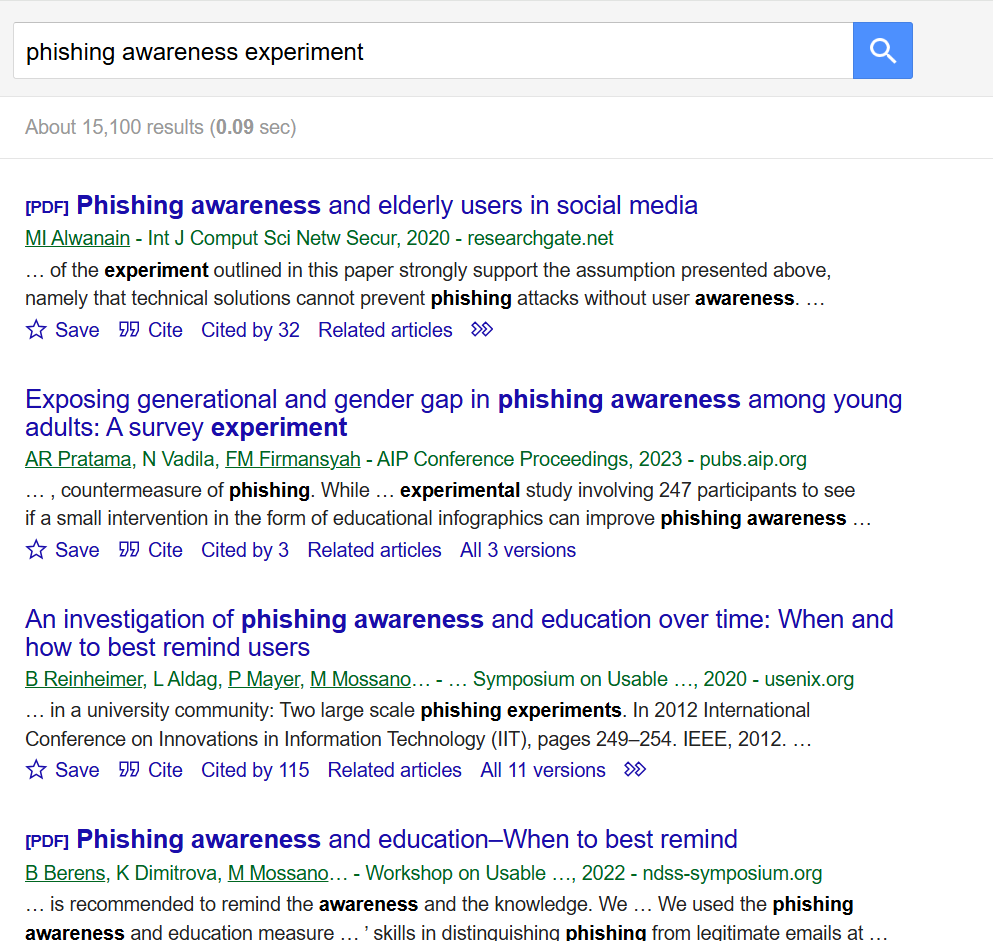 phishing awareness experiment
About 15,100 results (0.09 sec)
[PDF] Phishing awareness and elderly users in social media
MI Alwanain - Int J Comput Sci Netw Secur, 2020 - researchgate.net
… of the experiment outlined in this paper strongly support the assumption presented above,
namely that technical solutions cannot prevent phishing attacks without user awareness. …
Save Cite Cited by 32 Related articles
Exposing generational and gender gap in phishing awareness among young
adults: A survey experiment
AR Pratama, N Vadila, FM Firmansyah - AIP Conference Proceedings, 2023 - pubs.aip.org
… , countermeasure of phishing. While … experimental study involving 247 participants to see
if a small intervention in the form of educational infographics can improve phishing awareness …
Save Cite Cited by 3 Related articles All 3 versions
An investigation of phishing awareness and education over time: When and
how to best remind users
B Reinheimer, L Aldag, P Mayer, M Mossano… - … Symposium on Usable …, 2020 - usenix.org
… in a university community: Two large scale phishing experiments. In 2012 International
Conference on Innovations in Information Technology (IIT), pages 249–254. IEEE, 2012. …
Save Cite Cited by 115 Related articles All 11 versions
[PDF] Phishing awareness and education–When to best remind
B Berens, K Dimitrova, M Mossano… - Workshop on Usable …, 2022 - ndss-symposium.org
… is recommended to remind the awareness and the knowledge. We … We used the phishing
awareness and education measure … ' skills in distinguishing phishing from legitimate emails at …